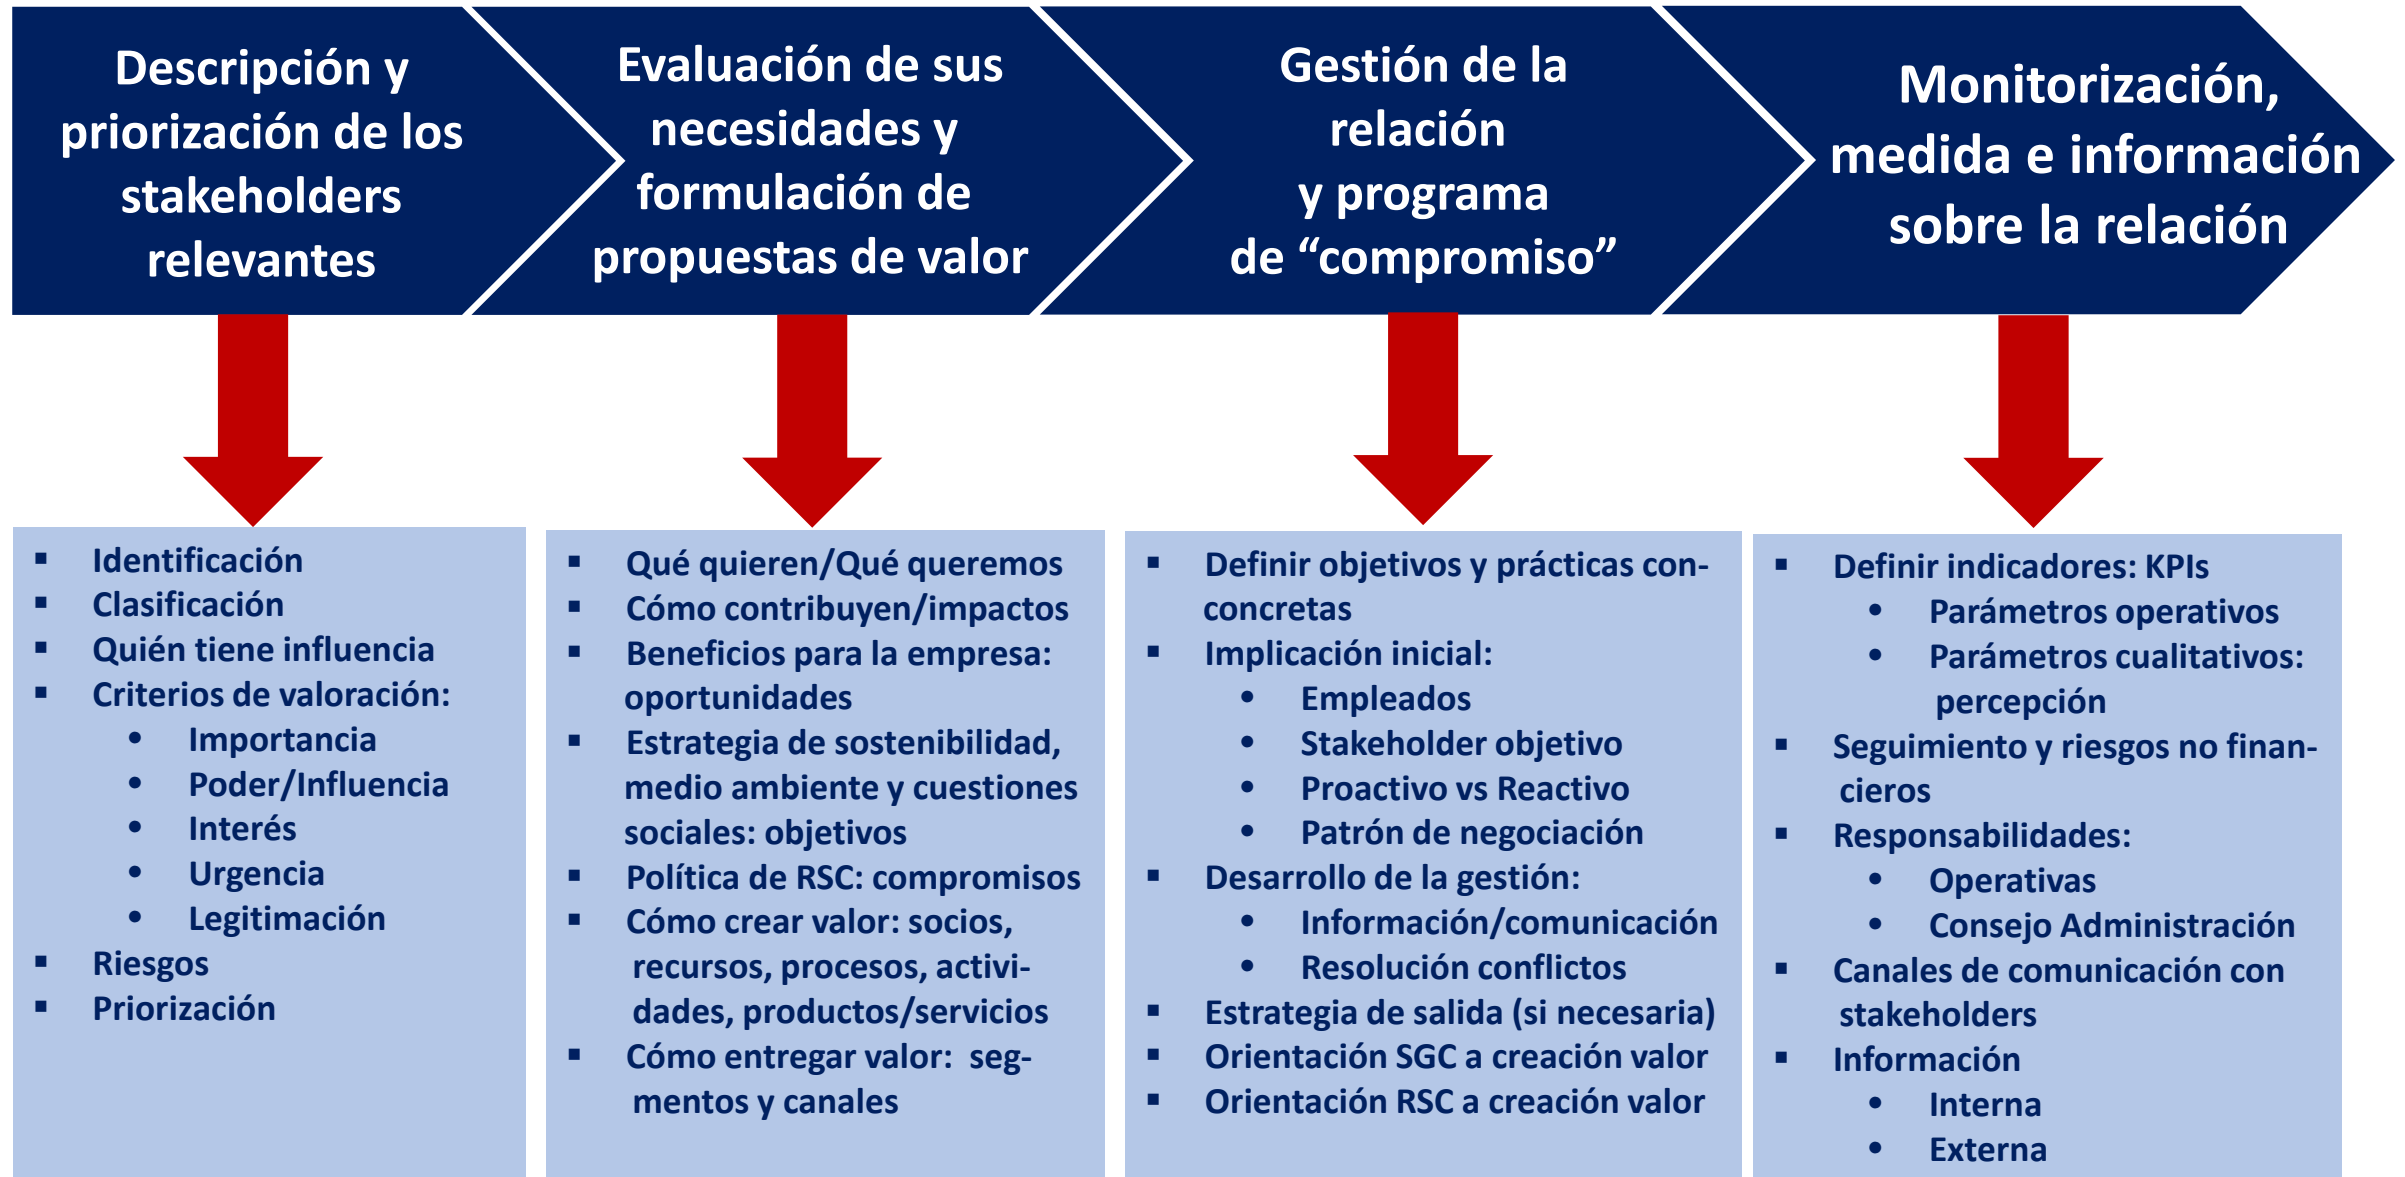 Descripción y
priorización de los
stakeholders
relevantes
Evaluación de sus
necesidades y
formulación de
propuestas de valor
Gestión de la
relación
y programa
de “compromiso”
Monitorización,
medida e información
sobre la relación
▪ Identificación
▪ Clasificación
▪ Quién tiene influencia
▪ Criterios de valoración:
• Importancia
• Poder/Influencia
• Interés
• Urgencia
• Legitimación
▪ Riesgos
▪ Priorización
▪ Qué quieren/Qué queremos
▪ Cómo contribuyen/impactos
▪ Beneficios para la empresa:
oportunidades
▪ Estrategia de sostenibilidad,
medio ambiente y cuestiones
sociales: objetivos
▪ Política de RSC: compromisos
▪ Cómo crear valor: socios,
recursos, procesos, activi-
dades, productos/servicios
▪ Cómo entregar valor: seg-
mentos y canales
▪ Definir objetivos y prácticas con-
concretas
▪ Implicación inicial:
• Empleados
• Stakeholder objetivo
• Proactivo vs Reactivo
• Patrón de negociación
▪ Desarrollo de la gestión:
• Información/comunicación
• Resolución conflictos
▪ Estrategia de salida (si necesaria)
▪ Orientación SGC a creación valor
▪ Orientación RSC a creación valor
▪ Definir indicadores: KPIs
• Parámetros operativos
• Parámetros cualitativos:
percepción
▪ Seguimiento y riesgos no finan-
cieros
▪ Responsabilidades:
• Operativas
• Consejo Administración
▪ Canales de comunicación con
stakeholders
▪ Información
• Interna
• Externa